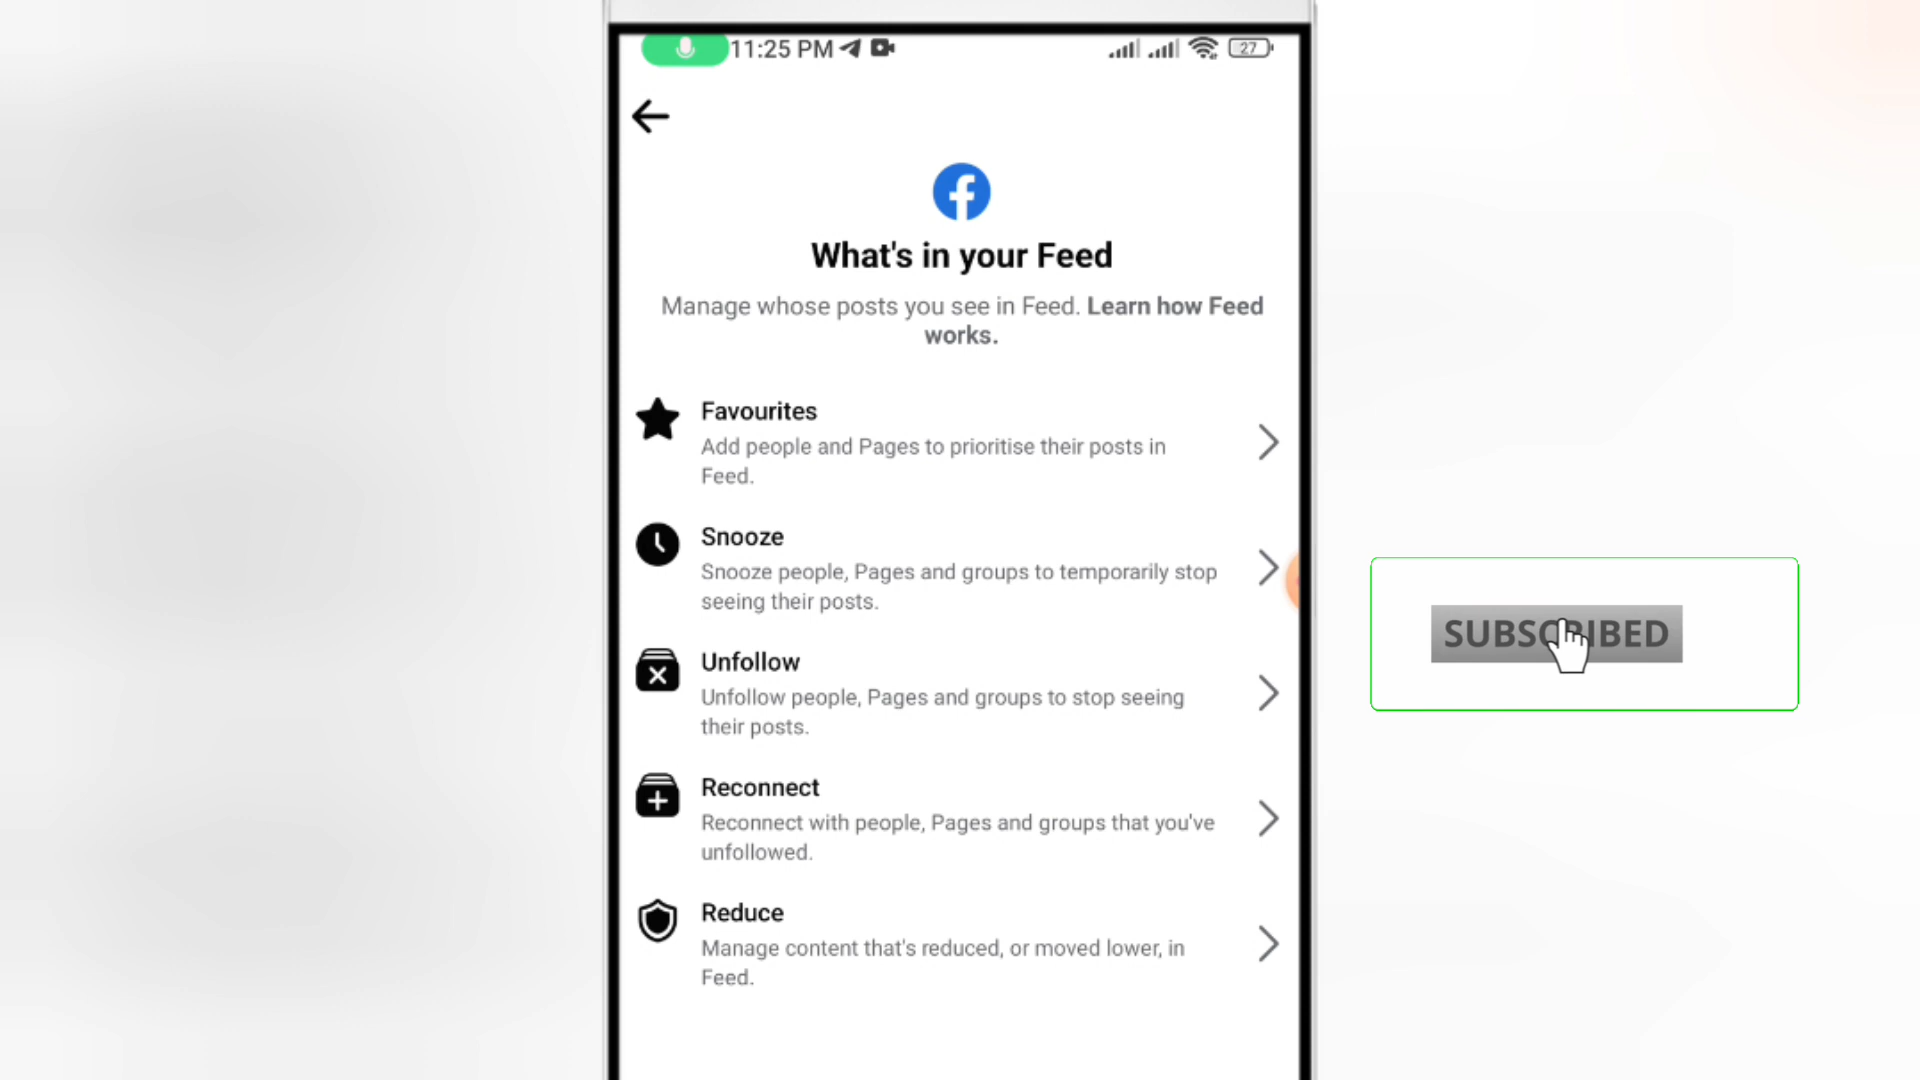 11:25 PM
27
What's in your Feed
Manage whose posts you see in Feed. Learn how Feed
works.
Favourites
Add people and Pages to prioritise their posts in
Feed.
Snooze
Snooze people, Pages and groups to temporarily stop
seeing their posts.
Unfollow
Unfollow people, Pages and groups to stop seeing
their posts.
SUBSCRIBED
Reconnect
Reconnect with people, Pages and groups that you've
unfollowed.
Reduce
Manage content that's reduced, or moved lower, in
Feed.